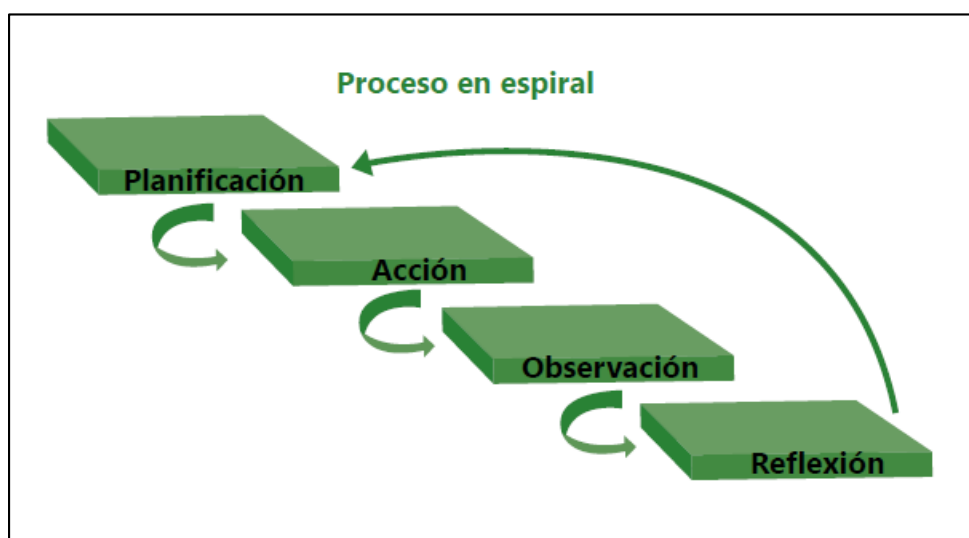 Proceso en espiral
Planificación
Acción
Observación
Reflexión